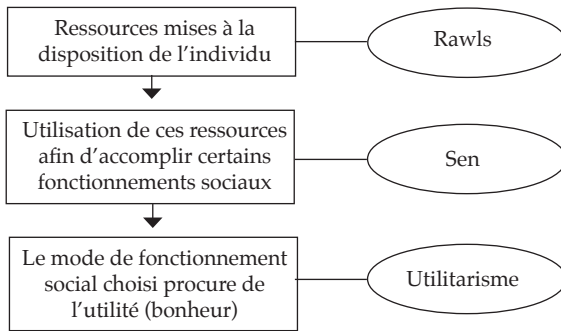 Ressources mises à la
disposition de l’individu
Rawls
Utilisation de ces ressources
afin d’accomplir certains
fonctionnements sociaux
Sen
Le mode de fonctionnement
social choisi procure de
l’utilité (bonheur)
Utilitarisme